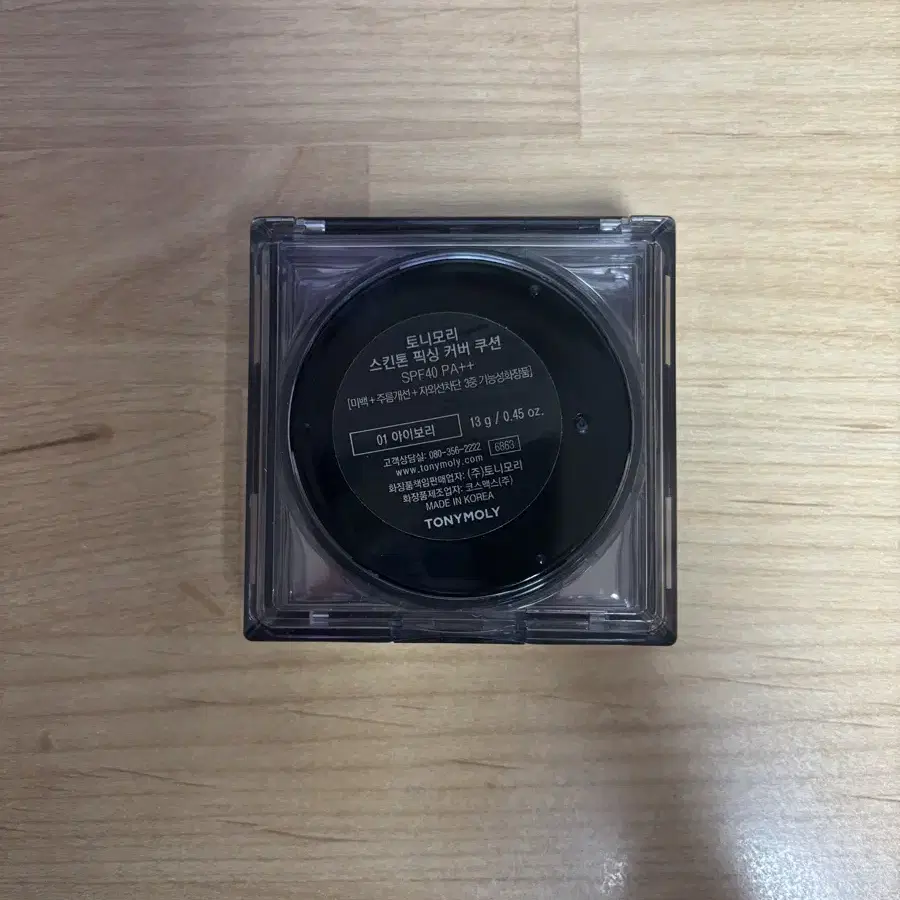 토니모리
스킨톤 픽싱 커버 쿠션
SPF40 PA++
[미백+주름개선+자외선차단 3중 기능성화장품]
01 아이보리 13 g / 0.45 oz.
고객상담실: 080-356-2222 6863
www.tonymoly.com
화장품책임판매업자: (주)토니모리
화장품제조업자: 코스맥스(주)
MADE IN KOREA
TONYMOLY